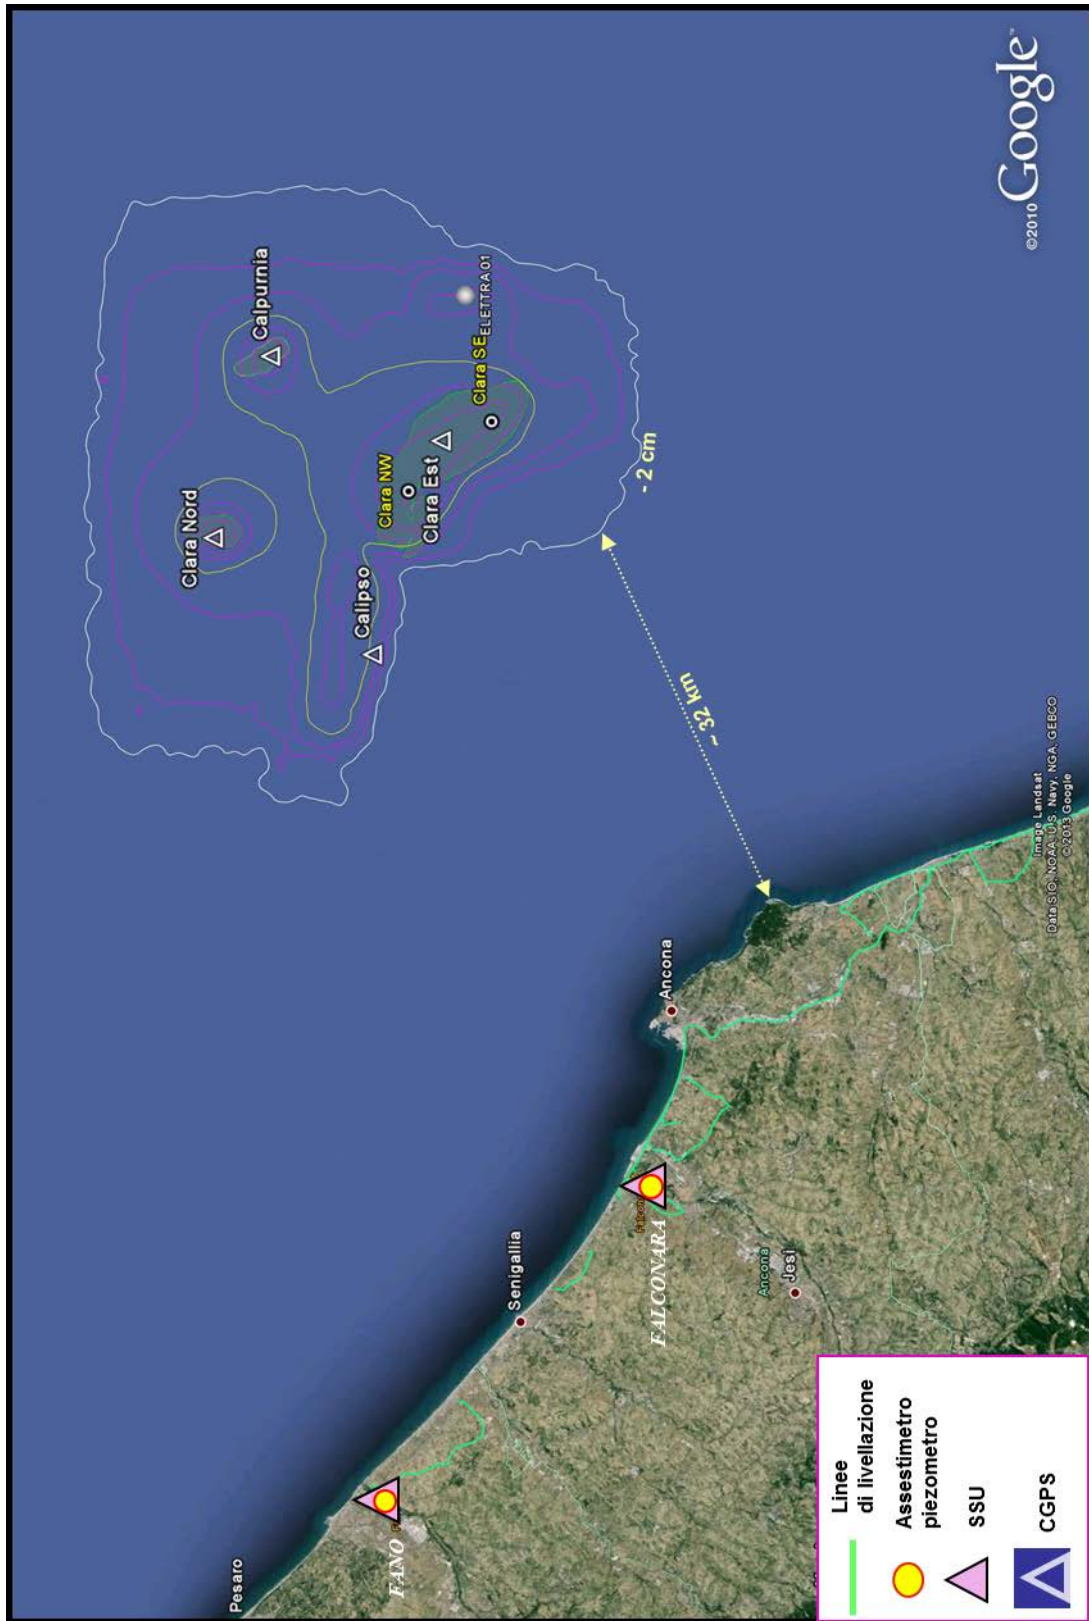 Pesaro
FANO
Senigallia
FALCONARA
Falcon
Ancona
Jesi
Ancona
Clara Nord
Calpurnia
Calipso
Clara NW
Clara Est
Clara SE
ELETTRA 01
- 2 cm
~ 32 km
Linee
di livellazione
Assestimetro
piezometro
SSU
CGPS
Image Landsat
Data SIO, NOAA, U.S. Navy, NGA, GEBCO
© 2013 Google
©2010 Google™